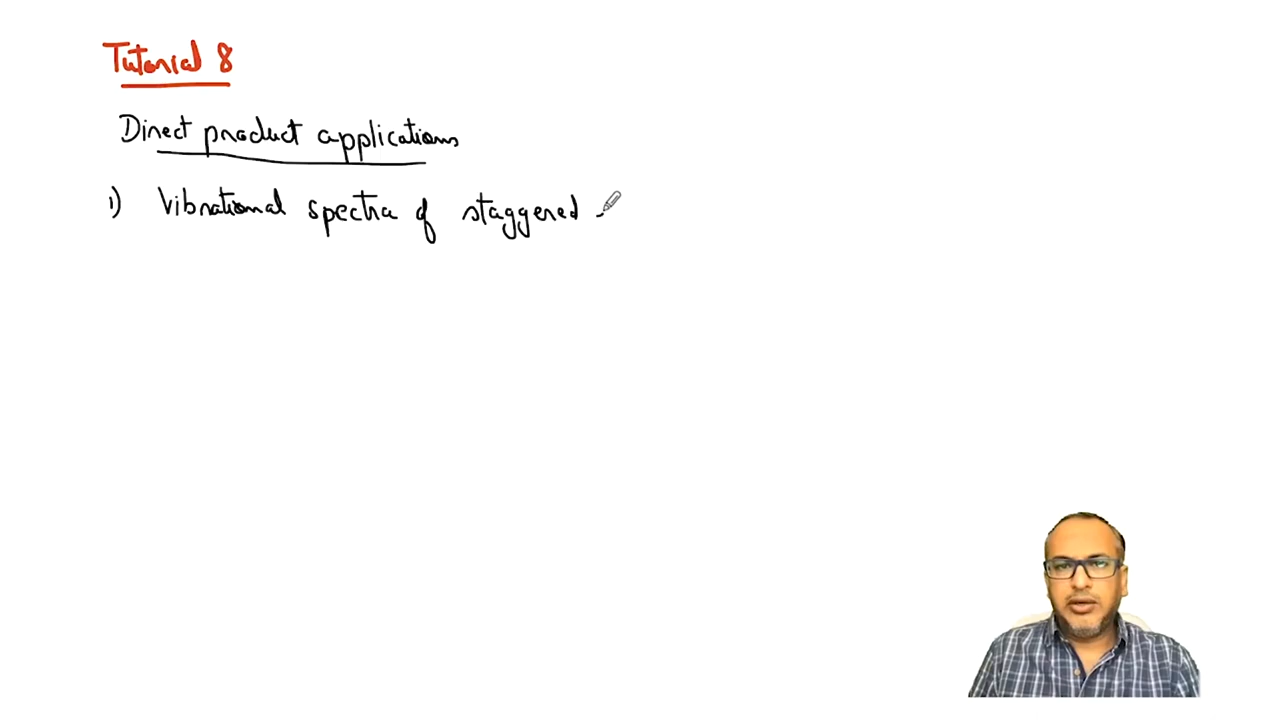 Tutorial 8
Direct product applications
1) Vibrational spectra of staggered